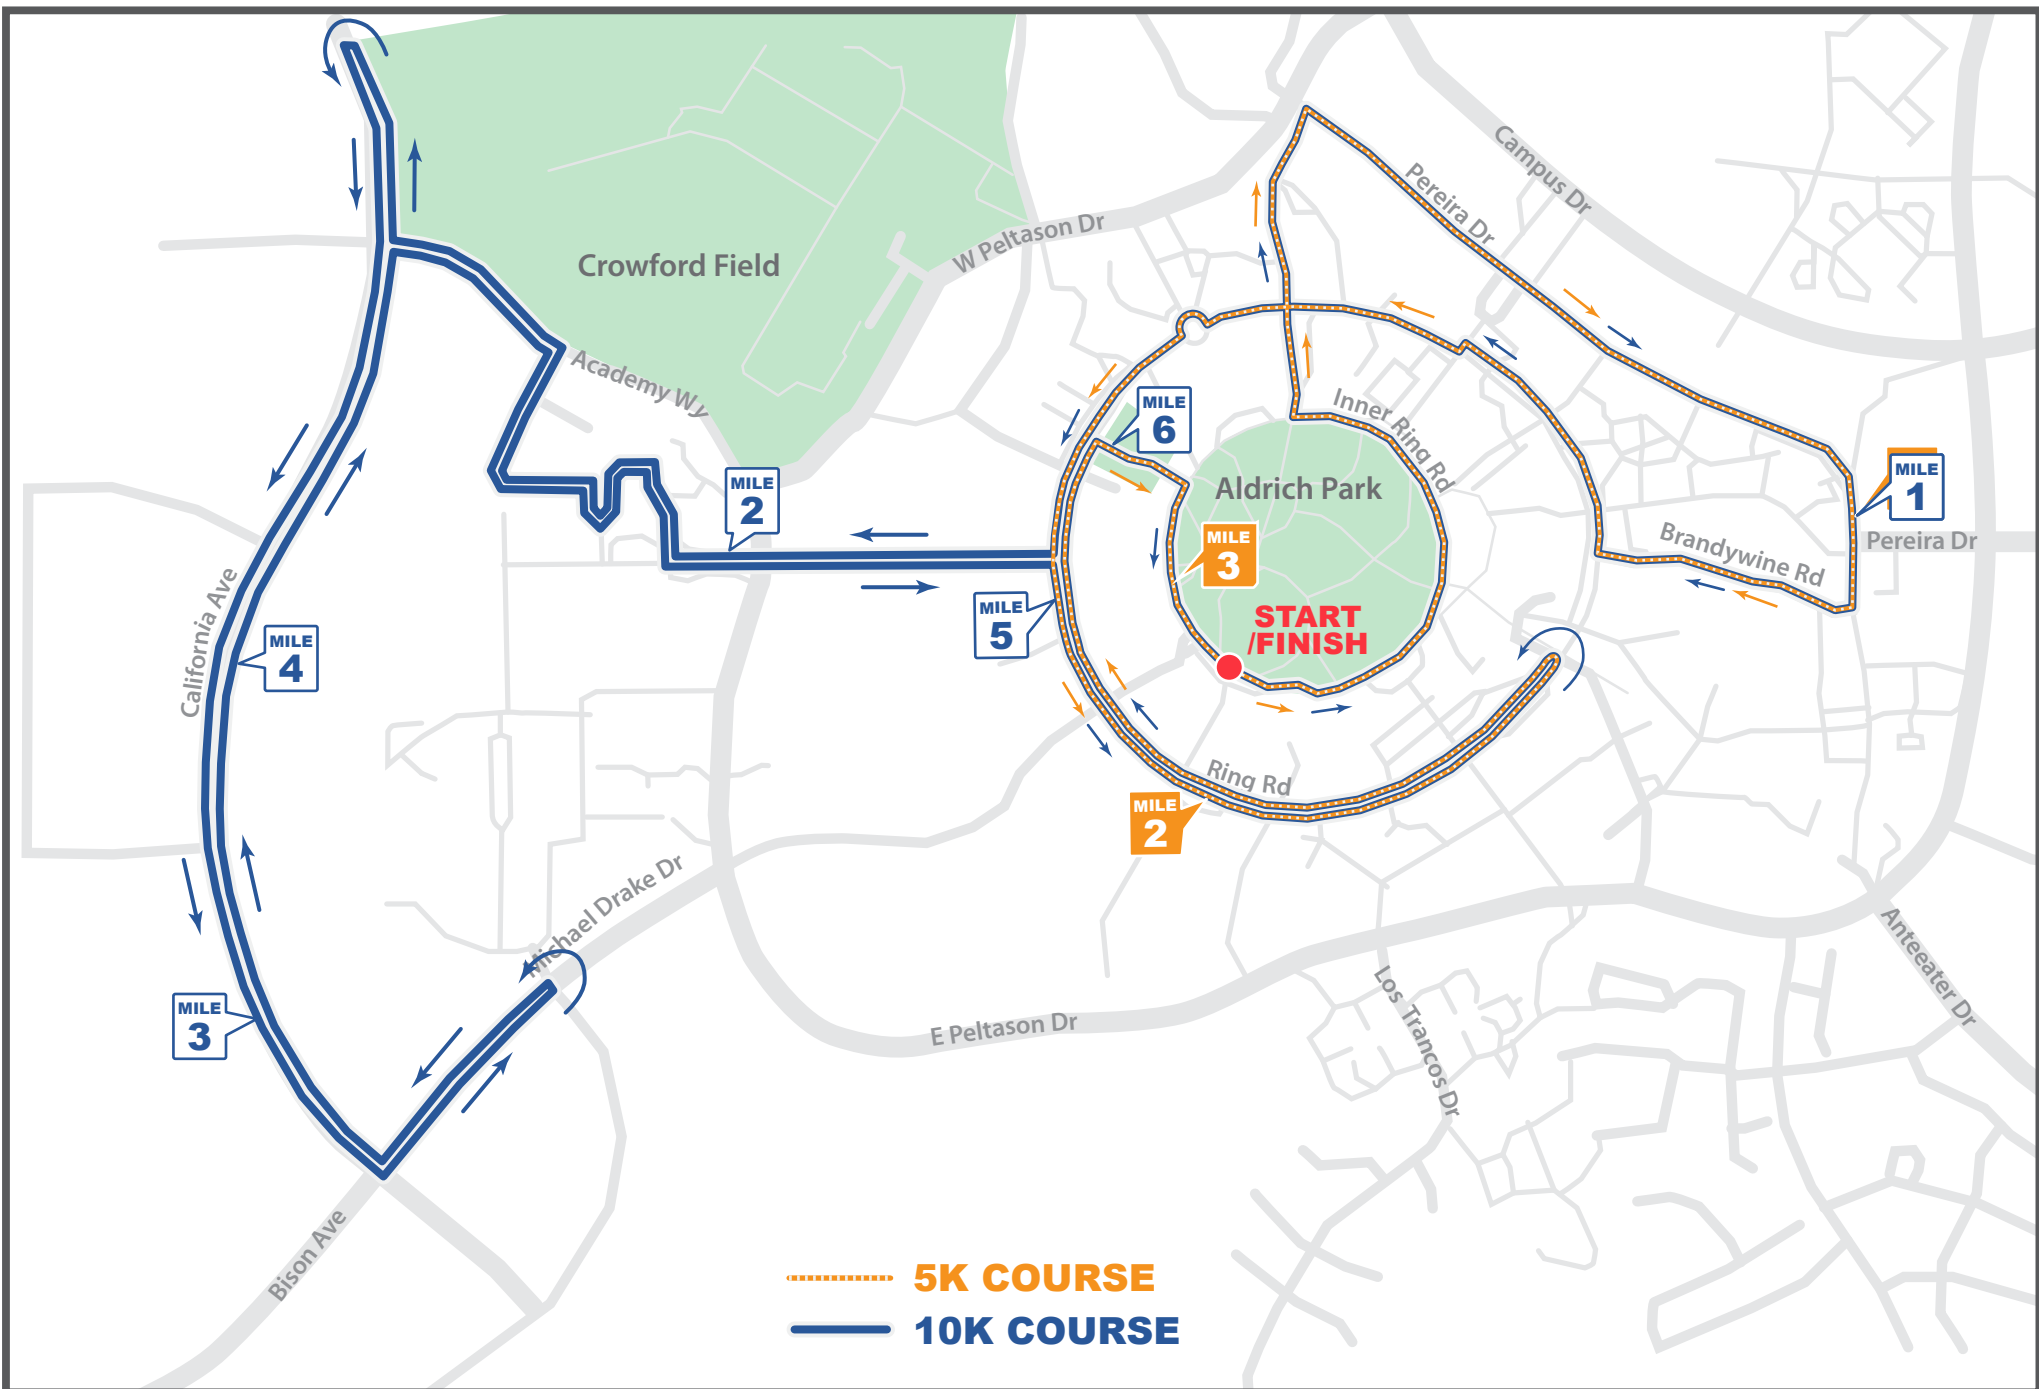 Campus Dr
Pereira Dr
W Peltason Dr
Crowford Field
Academy Wy
MILE
6
Inner Ring Rd
MILE
2
Aldrich Park
MILE
1
Pereira Dr
Brandywine Rd
MILE
3
MILE
5
START
/FINISH
California Ave
MILE
4
Ring Rd
MILE
2
Michael Drake Dr
Anteater Dr
MILE
3
E Peltason Dr
Los Trancos Dr
Bison Ave
5K COURSE
10K COURSE